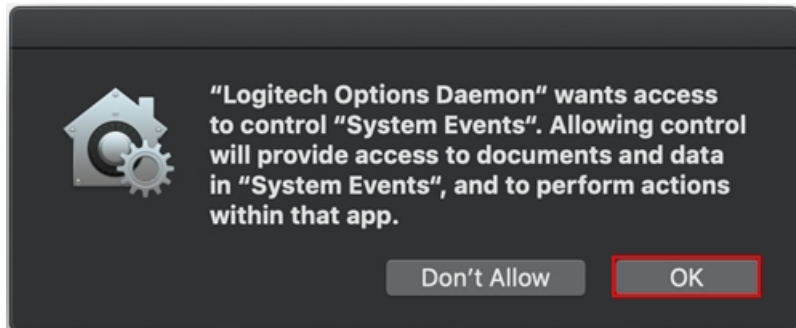 “Logitech Options Daemon“ wants access
to control “System Events“. Allowing control
will provide access to documents and data
in “System Events“, and to perform actions
within that app.
Don't Allow
OK